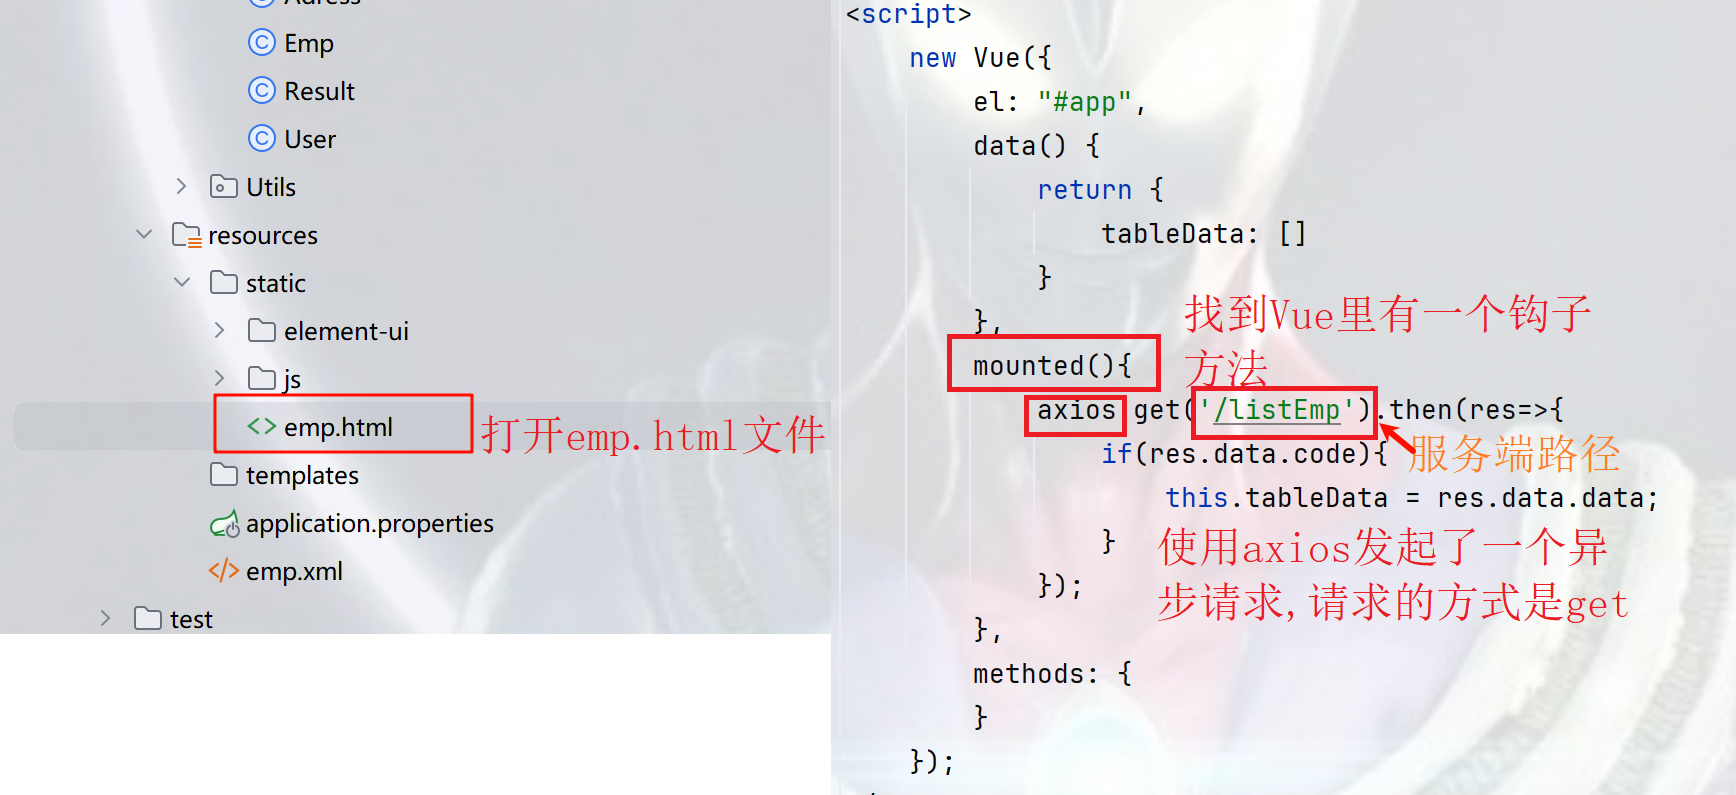 Adress
Emp
Result
User
Utils
resources
static
element-ui
js
emp.html
打开emp.html文件
templates
application.properties
emp.xml
test
<script>
new Vue({
el: "#app",
data() {
return {
tableData: []
}
},
找到Vue里有一个钩子
方法
mounted(){
axios get('/listEmp').then(res=>{
if(res.data.code){
服务端路径
this.tableData = res.data.data;
}
使用axios发起了一个异
步请求,请求的方式是get
});
},
methods: {
}
});